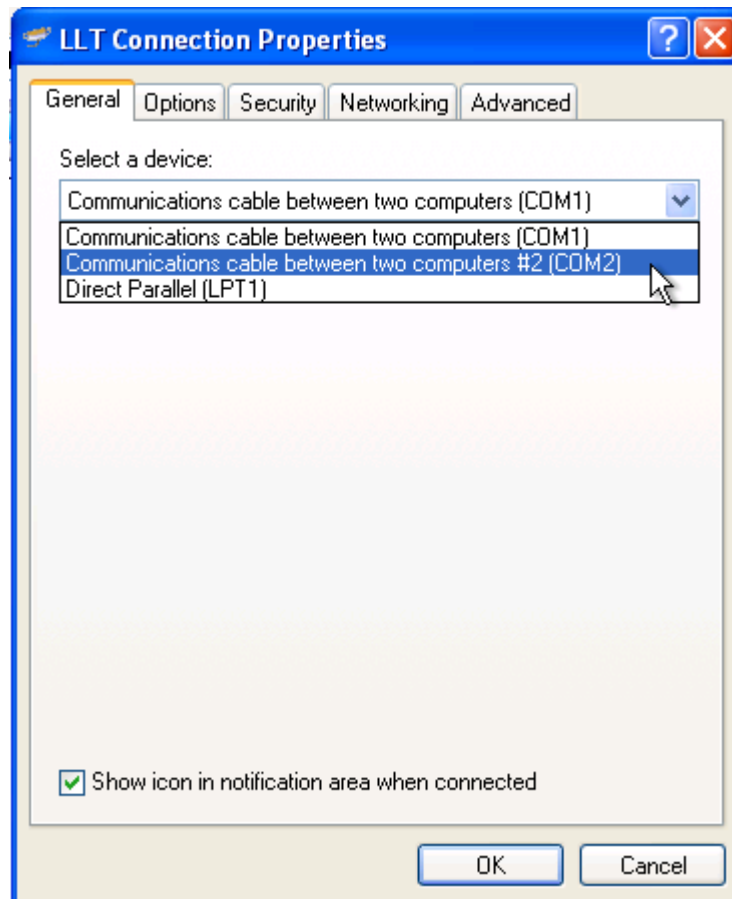 LLT Connection Properties
General Options Security Networking Advanced
Select a device:
Communications cable between two computers (COM1)
Communications cable between two computers (COM1)
Communications cable between two computers #2 (COM2)
Direct Parallel (LPT1)
Show icon in notification area when connected
OK Cancel